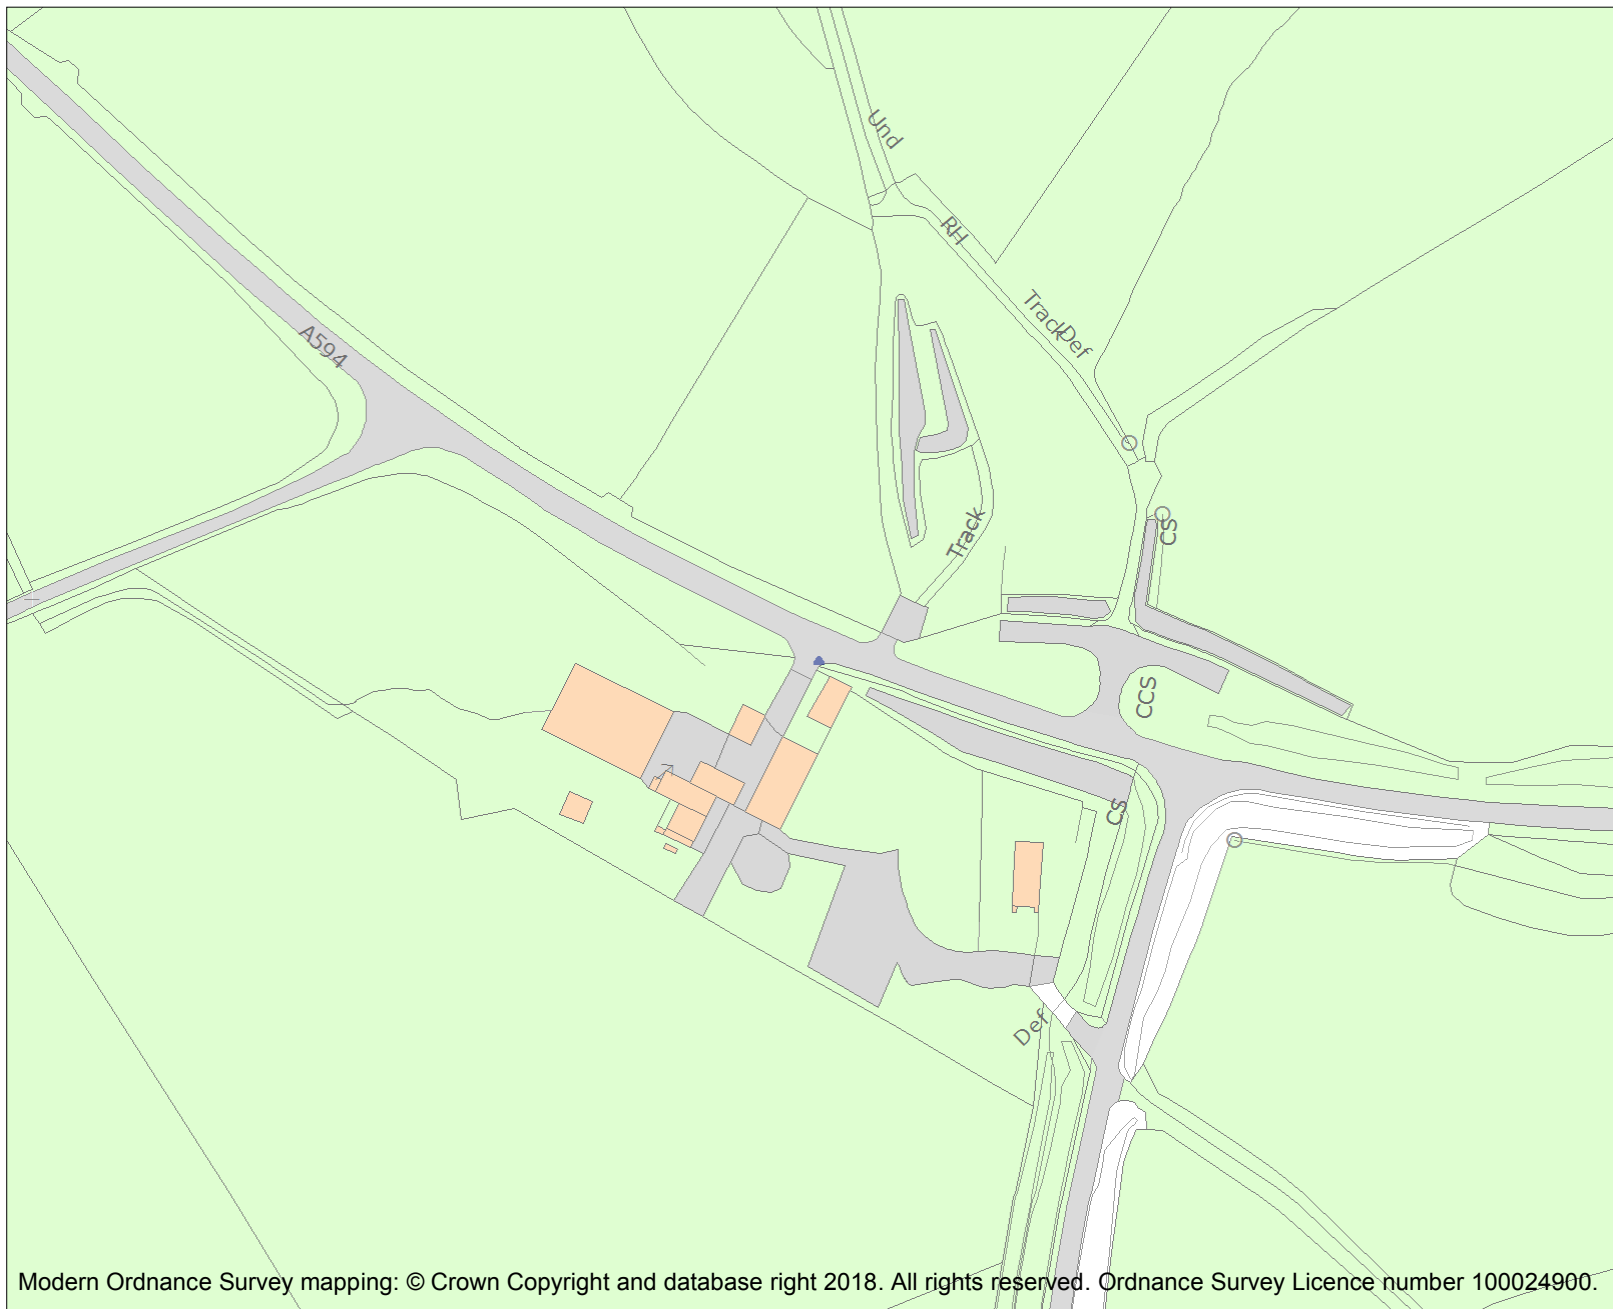 Und
RH
Track
Def
A594
Track
CS
CCS
CS
Def
Modern Ordnance Survey mapping: © Crown Copyright and database right 2018. All rights reserved. Ordnance Survey Licence number 100024900.